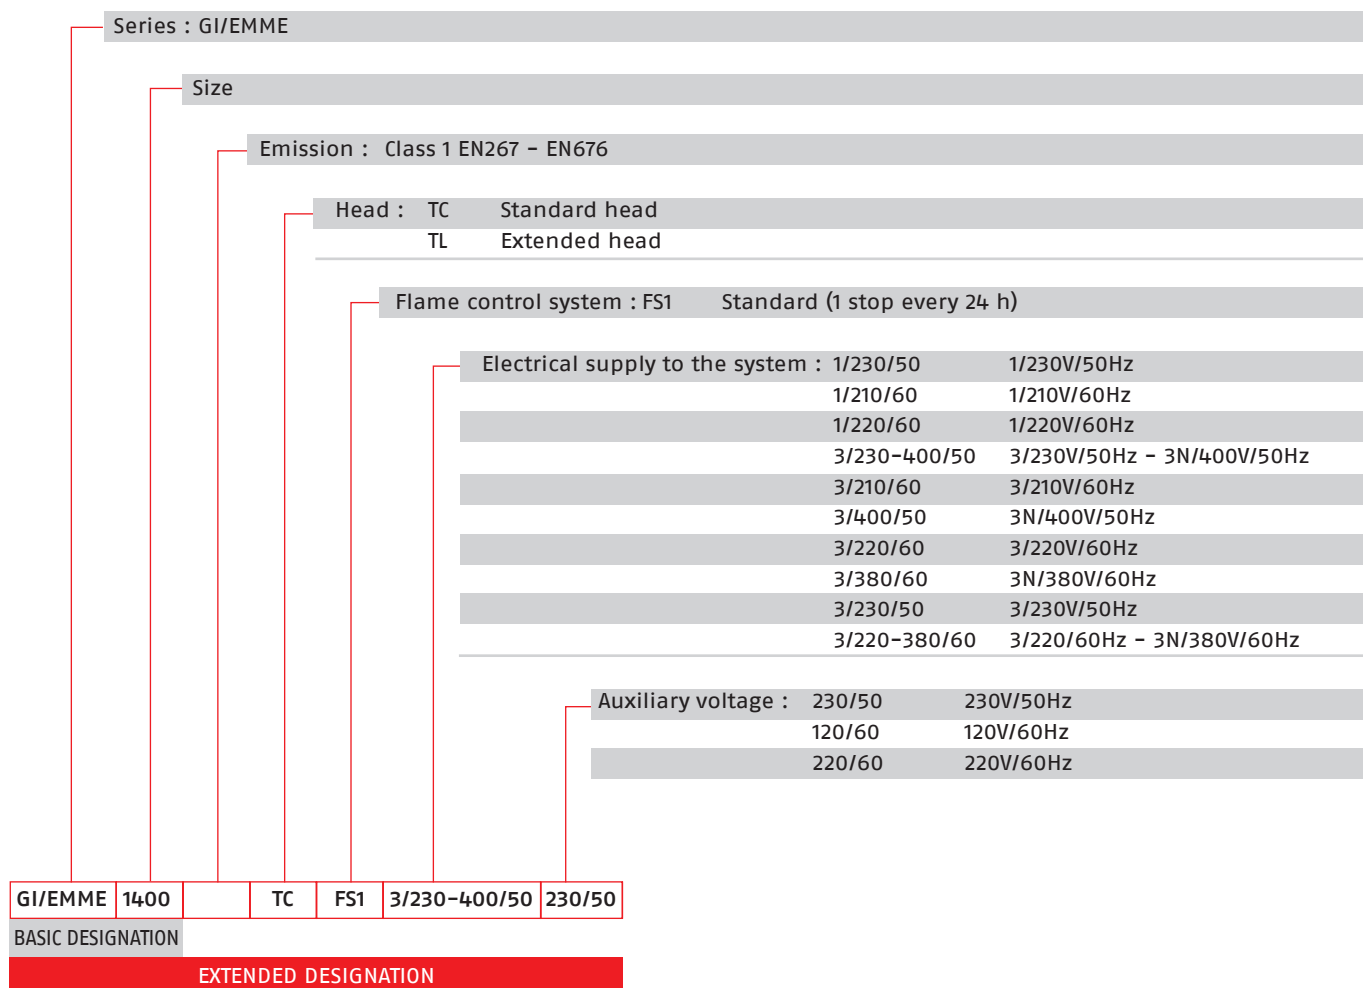 Series : GI/EMME
Size
Emission : Class 1 EN267 - EN676
Head : TC Standard head
TL Extended head
Flame control system : FS1 Standard (1 stop every 24 h)
Electrical supply to the system : 1/230/50 1/230V/50Hz
1/210/60 1/210V/60Hz
1/220/60 1/220V/60Hz
3/230-400/50 3/230V/50Hz - 3N/400V/50Hz
3/210/60 3/210V/60Hz
3/400/50 3N/400V/50Hz
3/220/60 3/220V/60Hz
3/380/60 3N/380V/60Hz
3/230/50 3/230V/50Hz
3/220-380/60 3/220/60Hz - 3N/380V/60Hz
Auxiliary voltage : 230/50 230V/50Hz
120/60 120V/60Hz
220/60 220V/60Hz
GI/EMME 1400 TC FS1 3/230-400/50 230/50
BASIC DESIGNATION
EXTENDED DESIGNATION